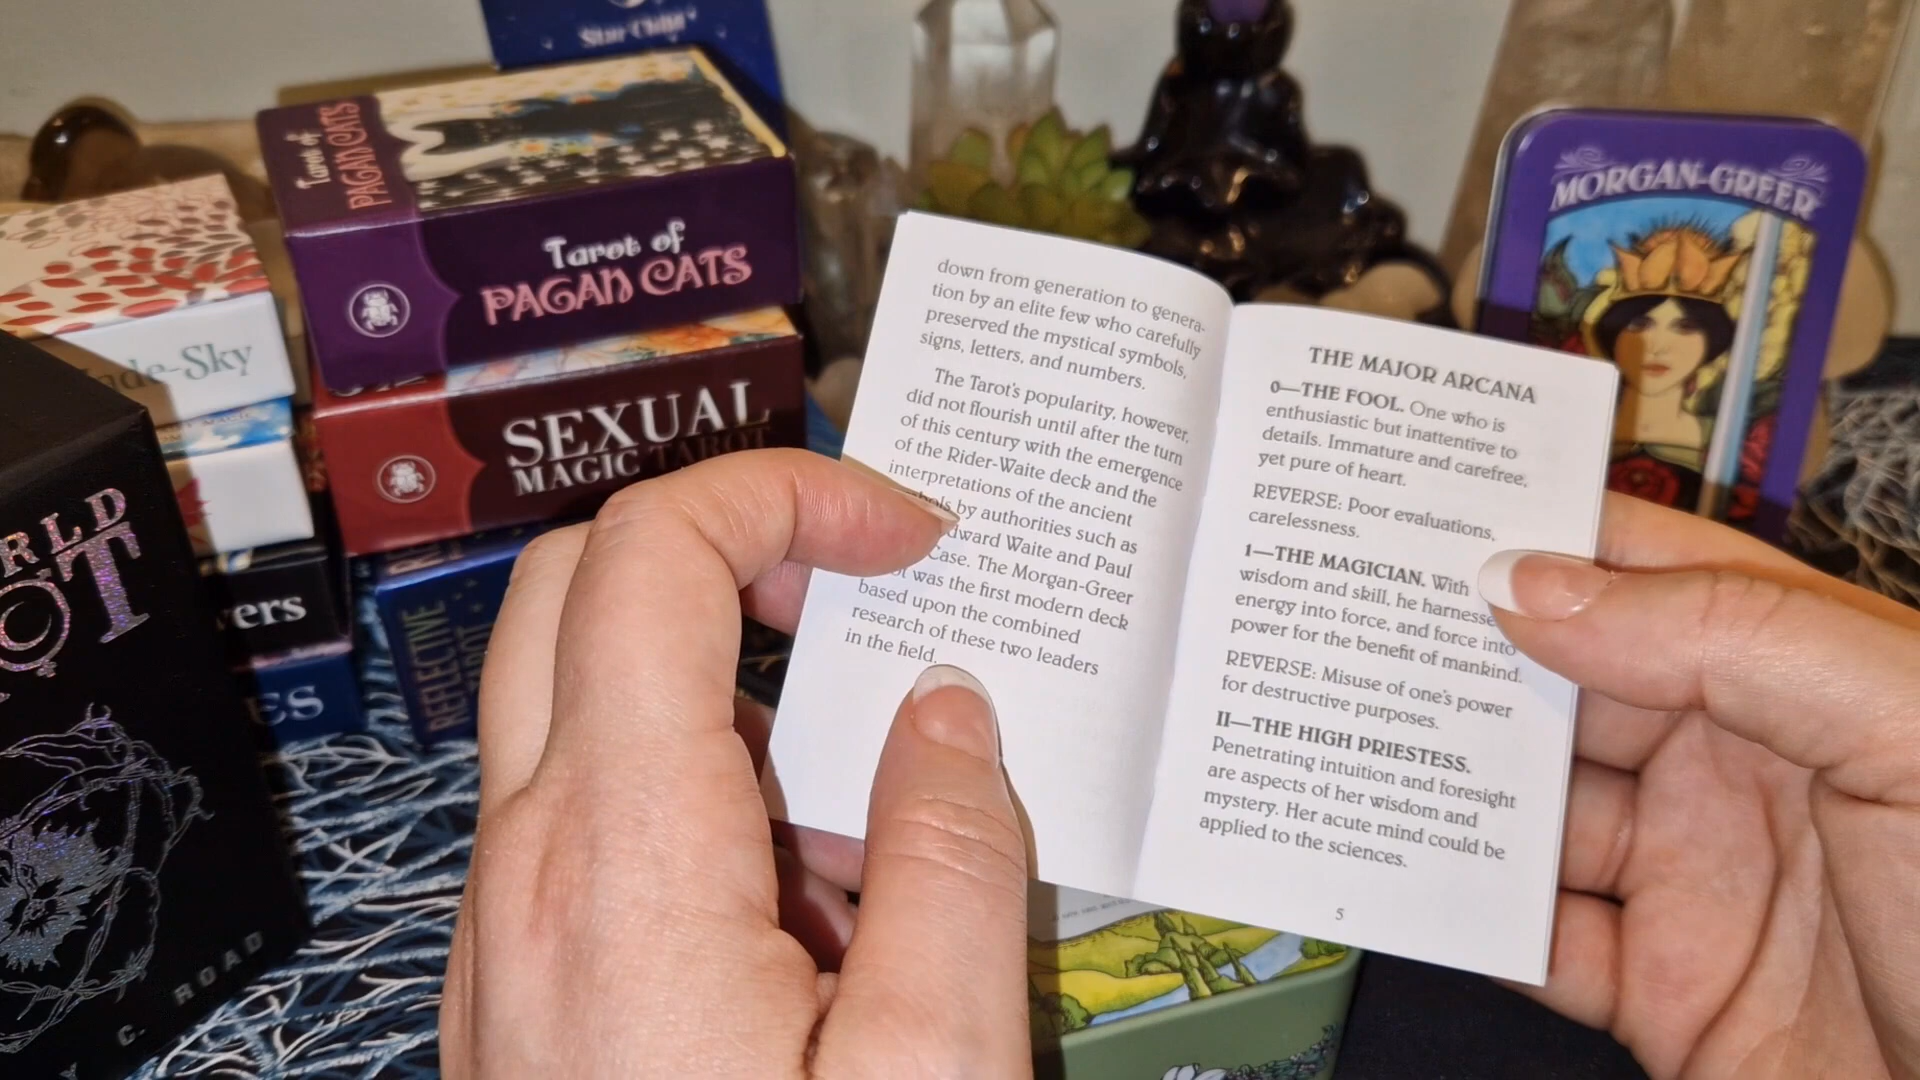 Star Child
Tarot of
PAGAN CATS
Tarot of
PAGAN CATS
SEXUAL
MAGIC TAROT
REFLECTIVE
TAROT
de-Sky
vers
ES
RLD
OT
C. ROAD
MORGAN-GREER
down from generation to genera-
tion by an elite few who carefully
preserved the mystical symbols,
signs, letters, and numbers.
The Tarot's popularity, however,
did not flourish until after the turn
of this century with the emergence
of the Rider-Waite deck and the
interpretations of the ancient
by authorities such as
dward Waite and Paul
Case. The Morgan-Greer
was the first modern deck
based upon the combined
research of these two leaders
in the field.
THE MAJOR ARCANA
0—THE FOOL. One who is
enthusiastic but inattentive to
details. Immature and carefree,
yet pure of heart.
REVERSE: Poor evaluations,
carelessness.
1—THE MAGICIAN. With
wisdom and skill, he harnesse
energy into force, and force into
power for the benefit of mankind.
REVERSE: Misuse of one's power
for destructive purposes.
II—THE HIGH PRIESTESS.
Penetrating intuition and foresight
are aspects of her wisdom and
mystery. Her acute mind could be
applied to the sciences.
5